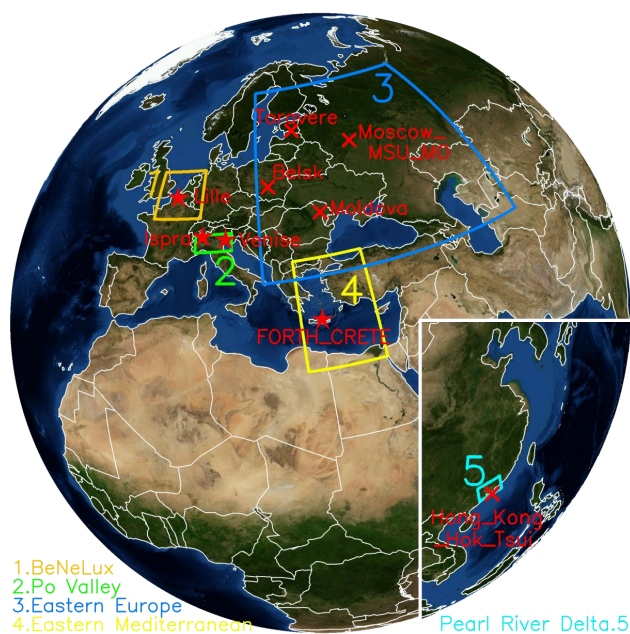 3
Toravere
Moscow_
MSU_MO
Belsk
1
Lille
Moldova
Ispra
Venise
2
4
FORTH_CRETE
5
Hong_Kong
_Hok_Tsui
1.BeNeLux
2.Po Valley
3.Eastern Europe
4.Eastern Mediterranean
Pearl River Delta.5